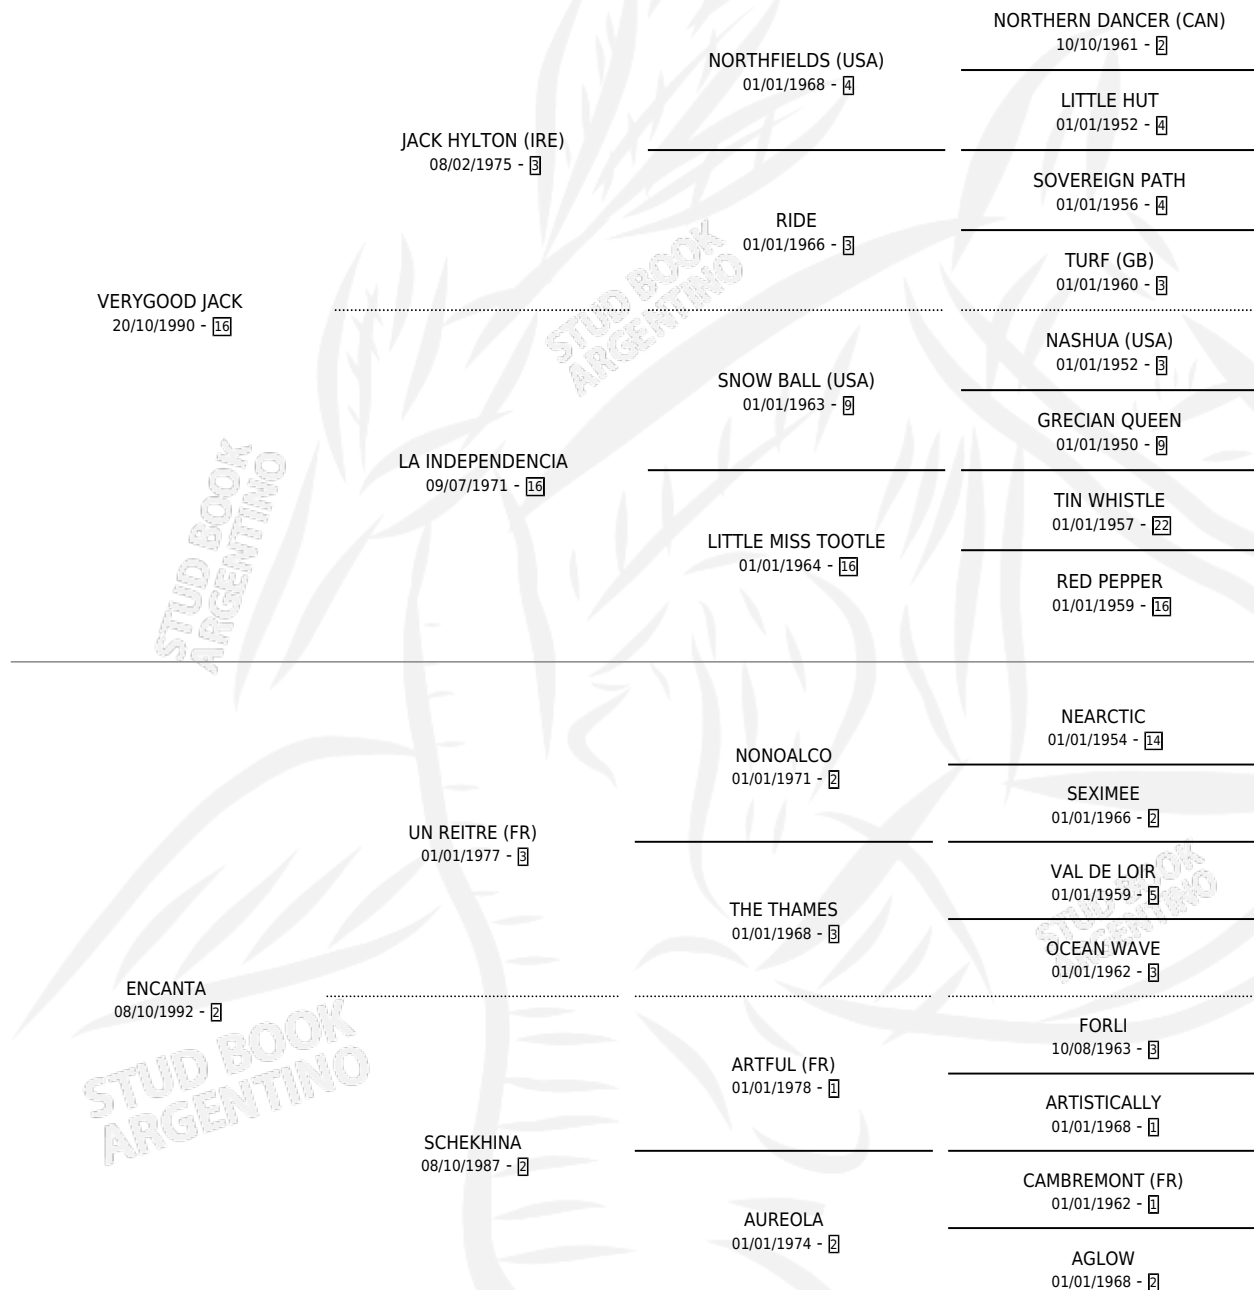 NORTHERN DANCER (CAN)
10/10/1961 - 2
NORTHFIELDS (USA)
01/01/1968 - 4
LITTLE HUT
01/01/1952 - 4
JACK HYLTON (IRE)
08/02/1975 - 3
SOVEREIGN PATH
01/01/1956 - 4
RIDE
01/01/1966 - 3
TURF (GB)
01/01/1960 - 3
VERYGOOD JACK
20/10/1990 - 16
STUD BOOK
ARGENTINO
NASHUA (USA)
01/01/1952 - 3
SNOW BALL (USA)
01/01/1963 - 9
GRECIAN QUEEN
01/01/1950 - 9
LA INDEPENDENCIA
09/07/1971 - 16
TIN WHISTLE
01/01/1957 - 22
LITTLE MISS TOOTLE
01/01/1964 - 16
RED PEPPER
01/01/1959 - 16
STUD BOOK
ARGENTINO
NEARCTIC
01/01/1954 - 14
NONOALCO
01/01/1971 - 2
SEXIMEE
01/01/1966 - 2
UN REITRE (FR)
01/01/1977 - 3
VAL DE LOIR
01/01/1959 - 5
THE THAMES
01/01/1968 - 3
STUD BOOK
ARGENTINO
OCEAN WAVE
01/01/1962 - 3
ENCANTA
08/10/1992 - 2
FORLI
10/08/1963 - 3
ARTFUL (FR)
01/01/1978 - 1
ARTISTICALLY
01/01/1968 - 1
STUD BOOK
ARGENTINO
SCHEKHINA
08/10/1987 - 2
CAMBREMONT (FR)
01/01/1962 - 1
AUREOLA
01/01/1974 - 2
AGLOW
01/01/1968 - 2